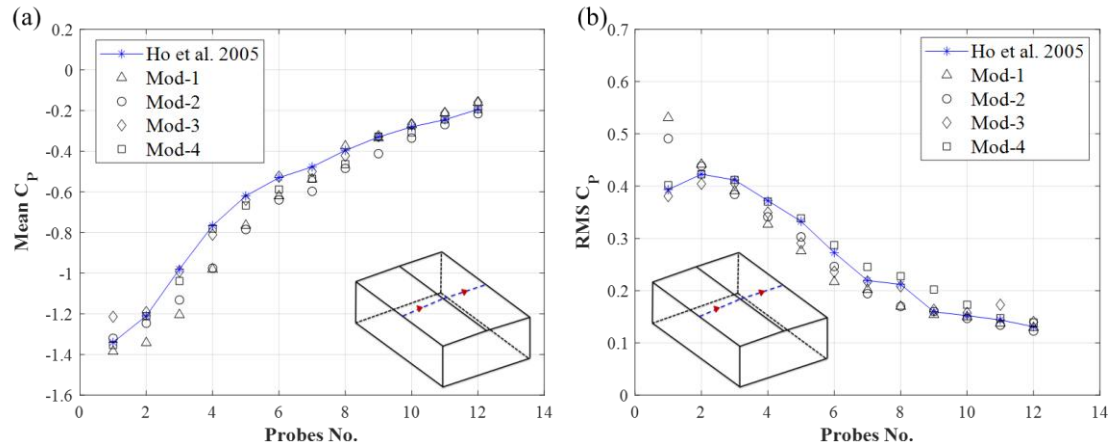 (a)
0.2
0
-0.2
-0.4
-0.6
-0.8
-1
-1.2
-1.4
-1.6
Mean C_P
Ho et al. 2005
Mod-1
Mod-2
Mod-3
Mod-4
0 2 4 6 8 10 12 14
Probes No.
(b)
0.7
0.6
0.5
0.4
0.3
0.2
0.1
0
RMS C_P
Ho et al. 2005
Mod-1
Mod-2
Mod-3
Mod-4
0 2 4 6 8 10 12 14
Probes No.